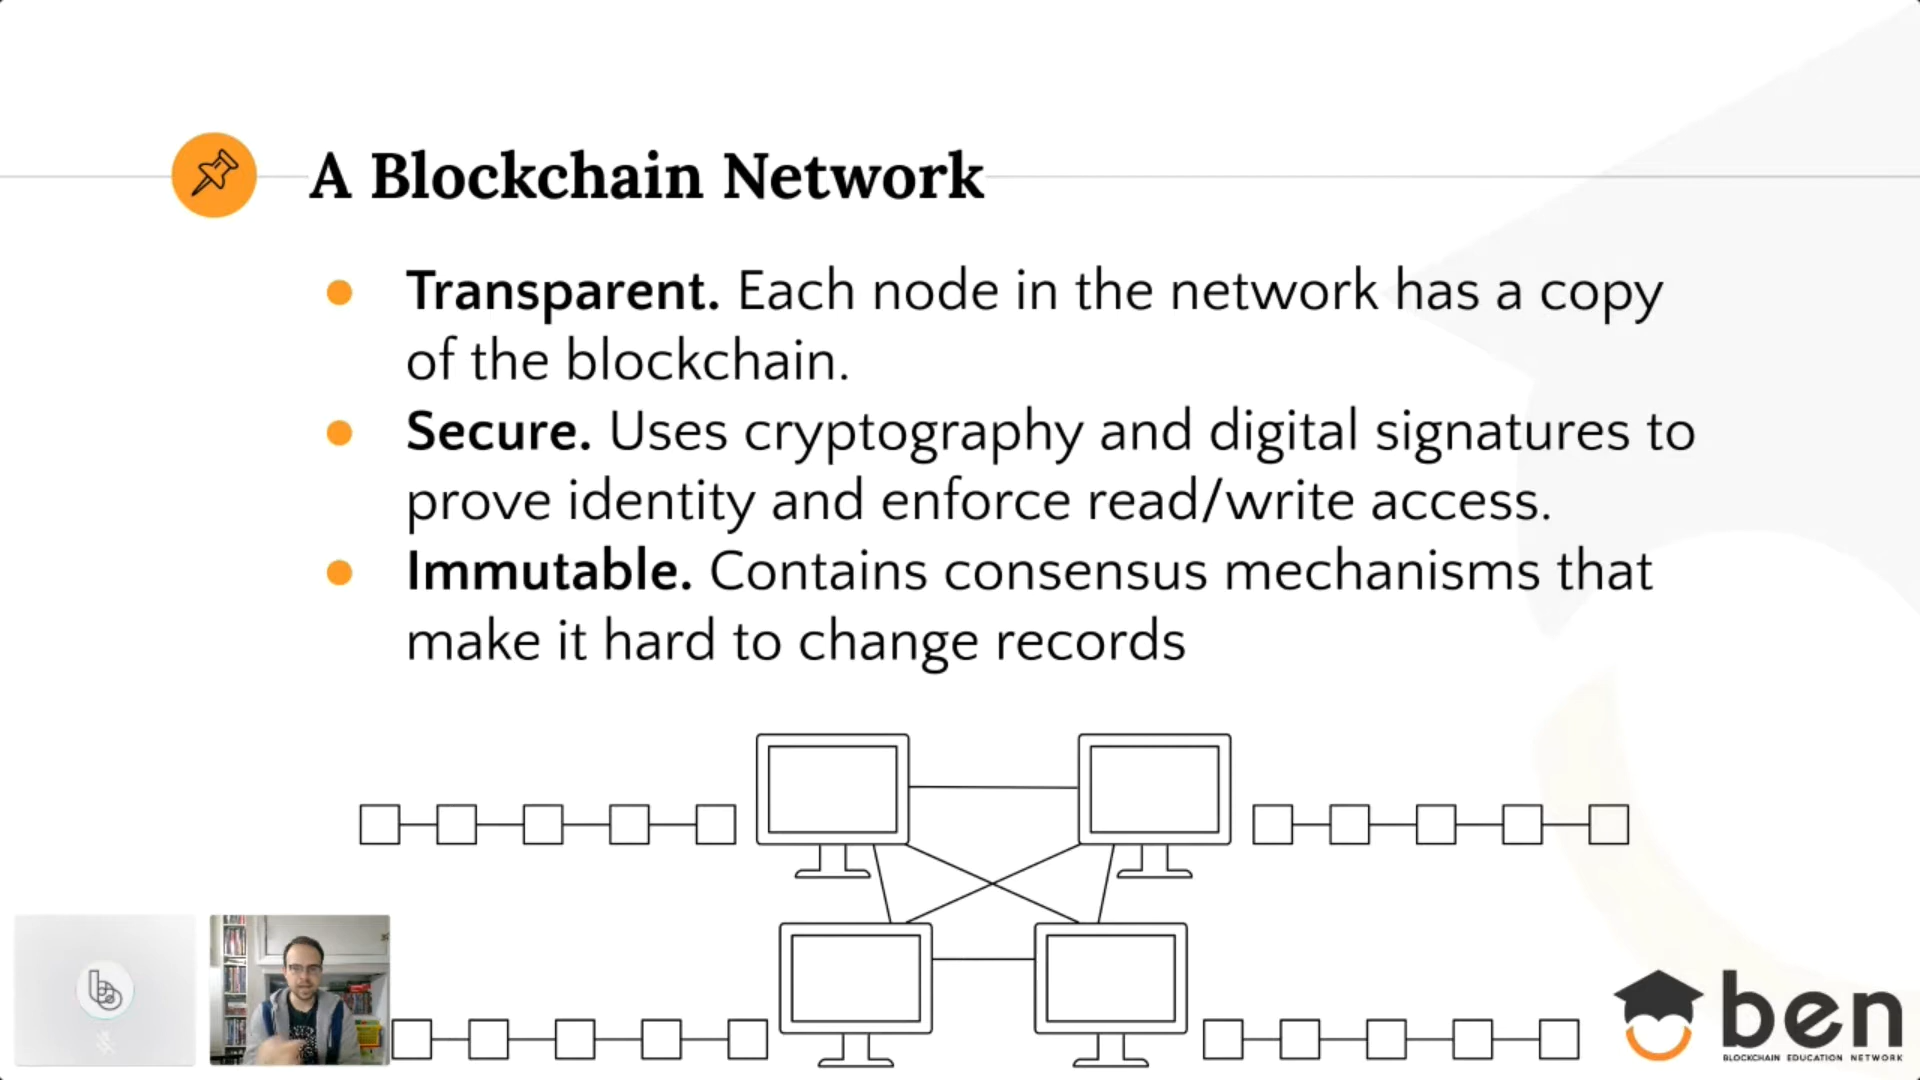 A Blockchain Network
Transparent. Each node in the network has a copy
of the blockchain.
Secure. Uses cryptography and digital signatures to
prove identity and enforce read/write access.
Immutable. Contains consensus mechanisms that
make it hard to change records
ben
BLOCKCHAIN EDUCATION NETWORK